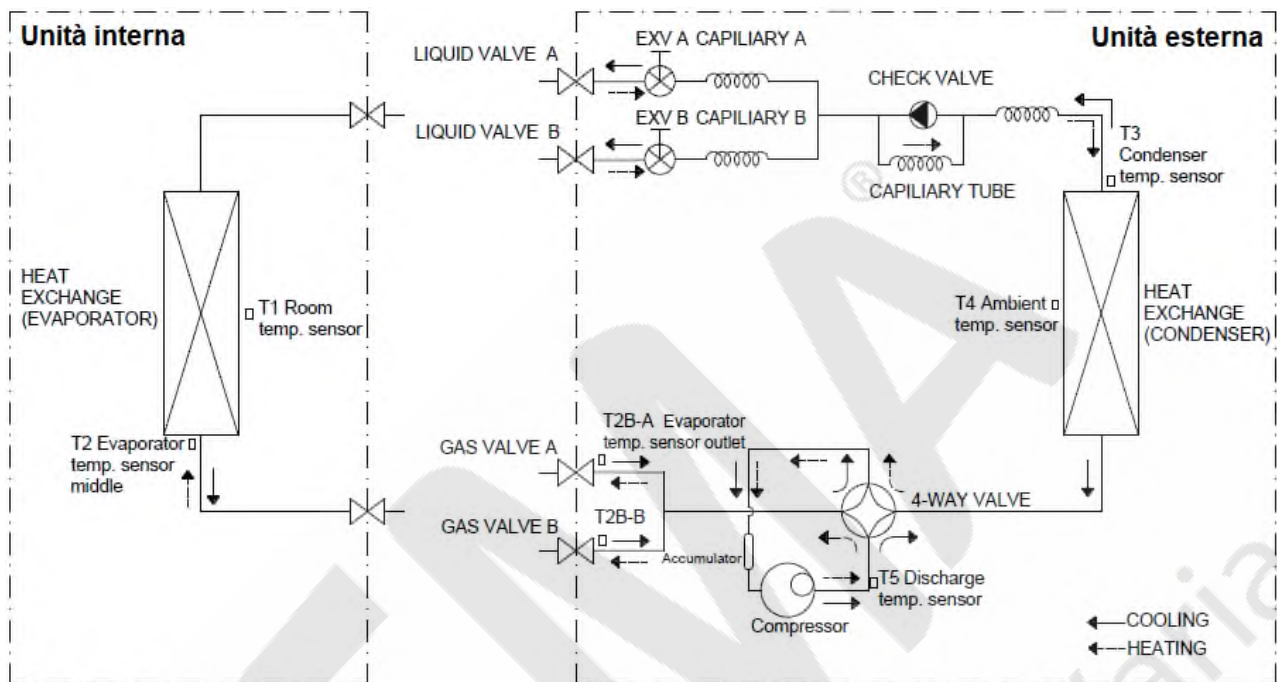 Unità interna
Unità esterna
LIQUID VALVE A
EXV A CAPILIARY A
CHECK VALVE
LIQUID VALVE B
EXV B CAPILIARY B
T3
Condenser
temp. sensor
CAPILIARY TUBE
®
HEAT
EXCHANGE
(EVAPORATOR)
T1 Room
temp. sensor
T4 Ambient
temp. sensor
HEAT
EXCHANGE
(CONDENSER)
T2 Evaporator
temp. sensor
middle
GAS VALVE A
T2B-A Evaporator
temp. sensor outlet
4-WAY VALVE
GAS VALVE B
T2B-B
Accumulator
T5 Discharge
temp. sensor
Compressor
COOLING
HEATING